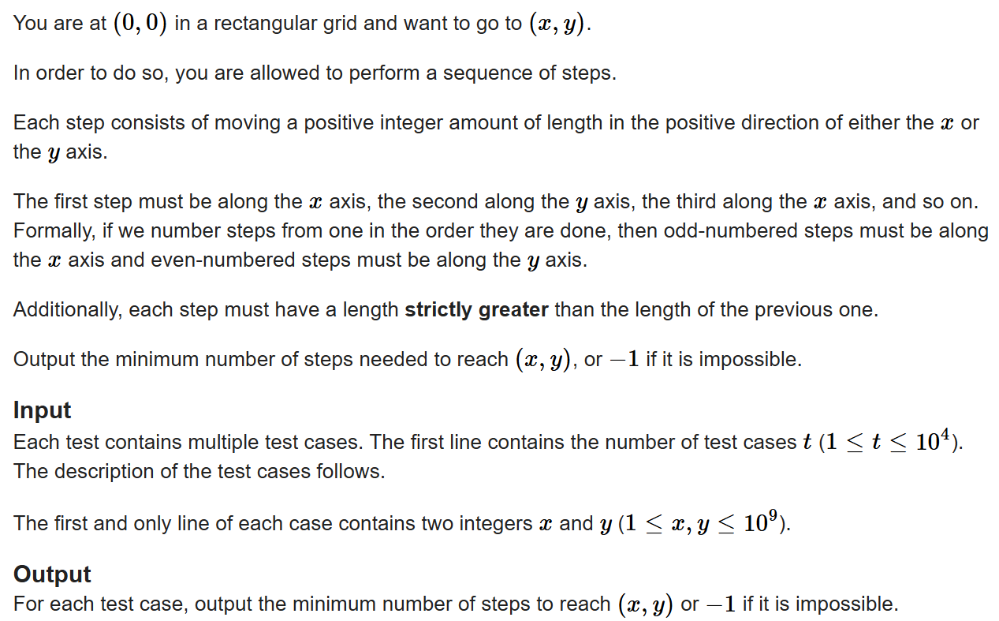 You are at (0, 0) in a rectangular grid and want to go to (x, y).
In order to do so, you are allowed to perform a sequence of steps.
Each step consists of moving a positive integer amount of length in the positive direction of either the x or
the y axis.
The first step must be along the x axis, the second along the y axis, the third along the x axis, and so on.
Formally, if we number steps from one in the order they are done, then odd-numbered steps must be along
the x axis and even-numbered steps must be along the y axis.
Additionally, each step must have a length strictly greater than the length of the previous one.
Output the minimum number of steps needed to reach (x, y), or −1 if it is impossible.
Input
Each test contains multiple test cases. The first line contains the number of test cases t (1 ≤ t ≤ 10⁴).
The description of the test cases follows.
The first and only line of each case contains two integers x and y (1 ≤ x, y ≤ 10⁹).
Output
For each test case, output the minimum number of steps to reach (x, y) or −1 if it is impossible.